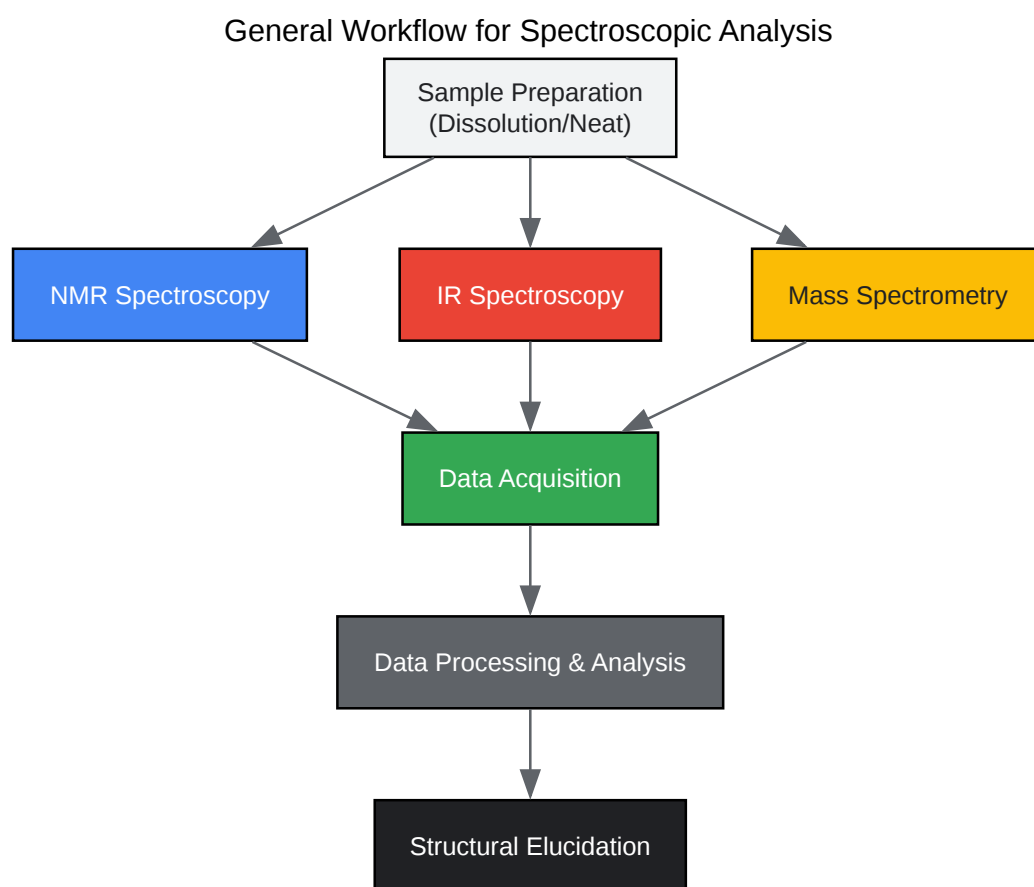 General Workflow for Spectroscopic Analysis
Sample Preparation
(Dissolution/Neat)
NMR Spectroscopy
IR Spectroscopy
Mass Spectrometry
Data Acquisition
Data Processing & Analysis
Structural Elucidation